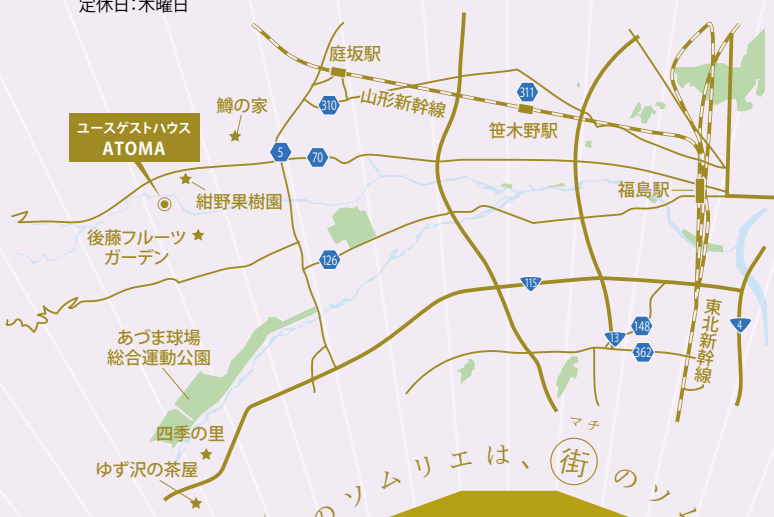 定休日：木曜日
庭坂駅
310
山形新幹線
311
笹木野駅
鱒の家
ユースゲストハウス
ATOMA
5
70
紺野果樹園
福島駅
後藤フルーツ
ガーデン
126
115
あづま球場
総合運動公園
13
148
362
4
東北新幹線
四季の里
ゆず沢の茶屋
マチ
のソムリエは、街のソム